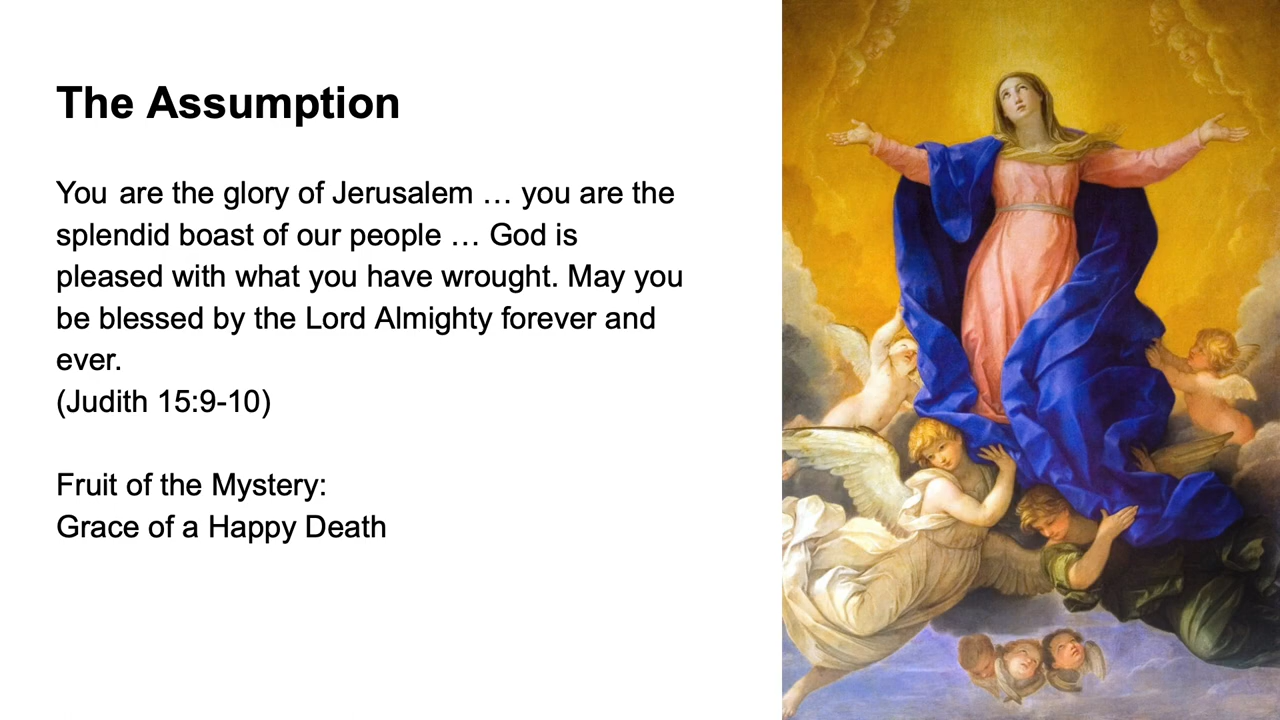 The Assumption
You are the glory of Jerusalem … you are the
splendid boast of our people … God is
pleased with what you have wrought. May you
be blessed by the Lord Almighty forever and
ever.
(Judith 15:9-10)
Fruit of the Mystery:
Grace of a Happy Death